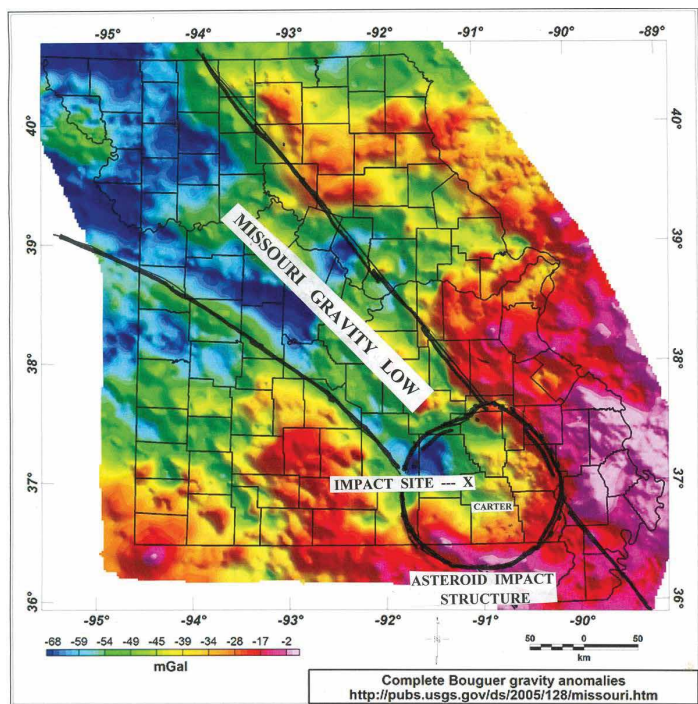 -95° -94° -93° -92° -91° -90° -89°
40° 40°
39° 39°
38° 38°
37° 37°
36° 36°
MISSOURI GRAVITY LOW
IMPACT SITE --- X
CARTER
ASTEROID IMPACT
STRUCTURE
-95° -94° -93° -92° -91° -90°
-68 -59 -54 -49 -45 -39 -34 -28 -17 -2
mGal
50 0 50
km
Complete Bouguer gravity anomalies
http://pubs.usgs.gov/ds/2005/128/missouri.htm